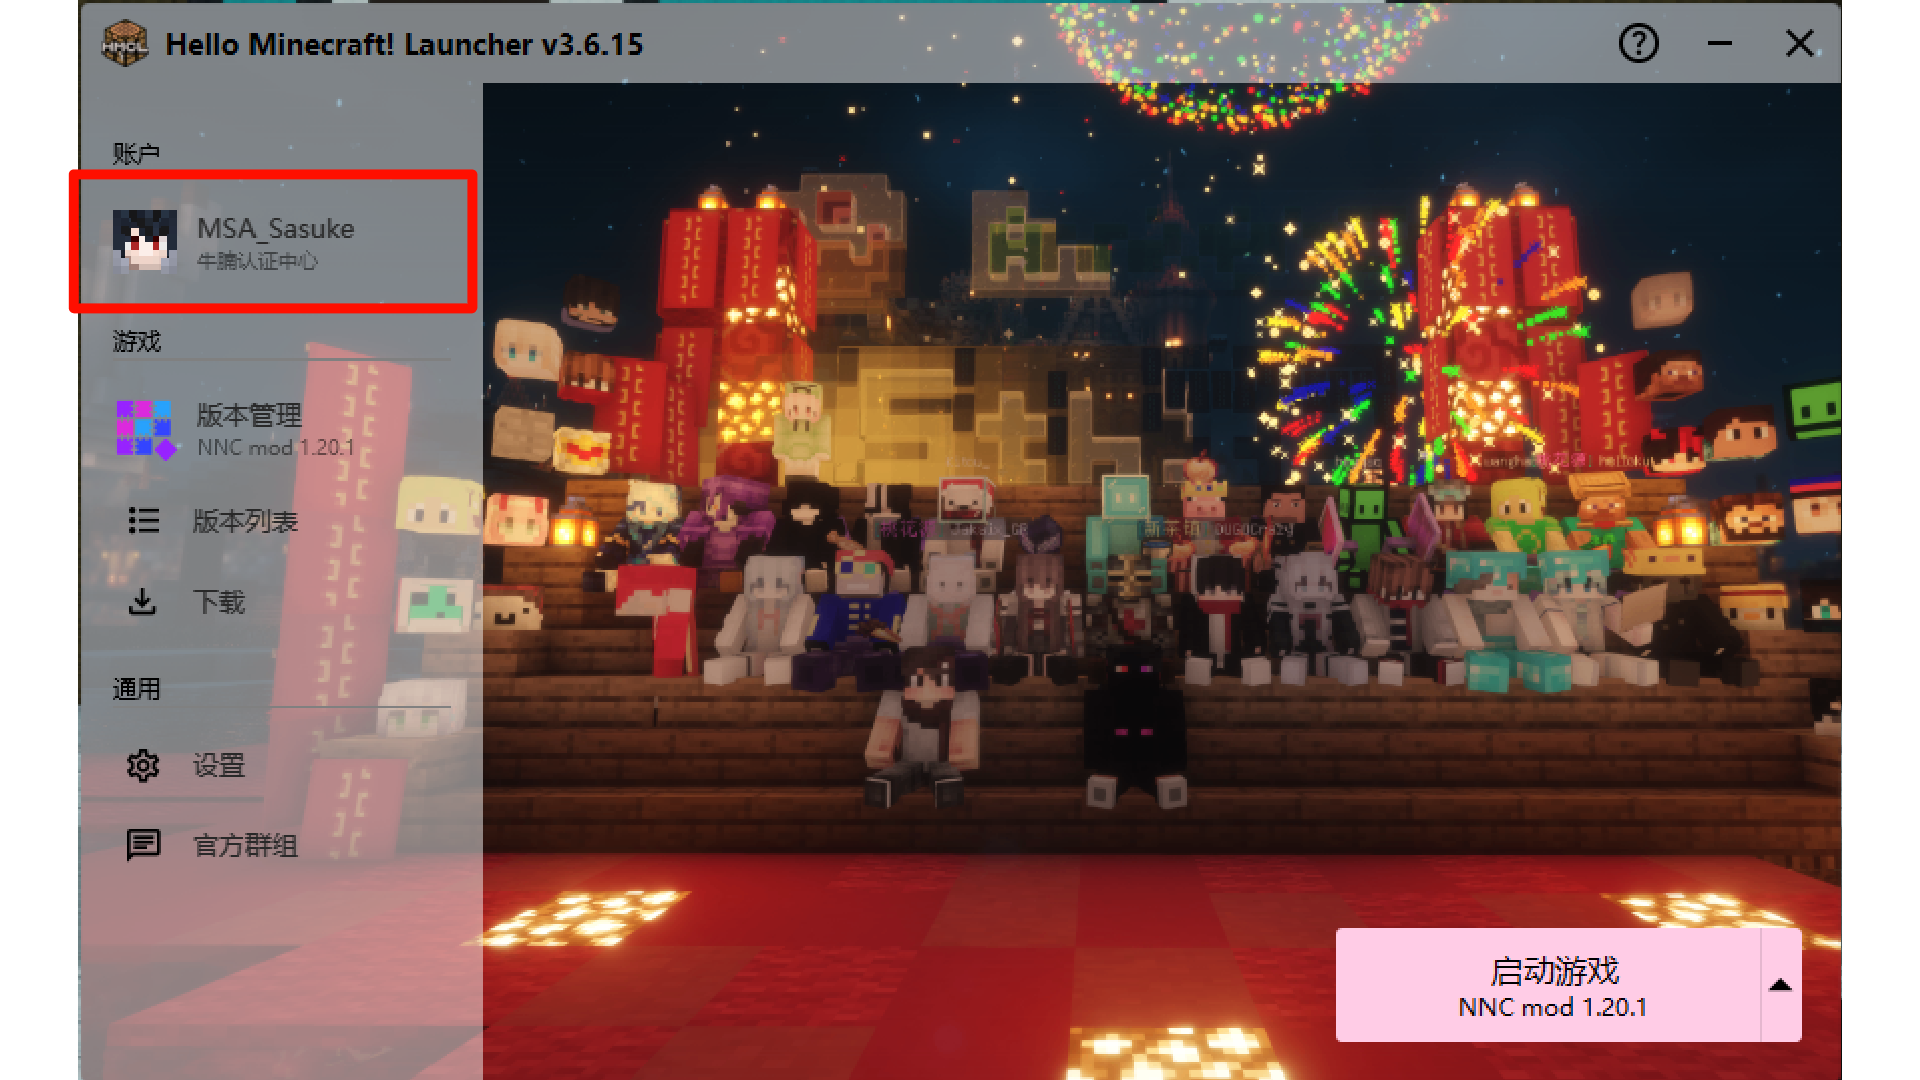 Hello Minecraft! Launcher v3.6.15
账户
MSA_Sasuke
牛腩认证中心
游戏
版本管理
NNC mod 1.20.1
版本列表
下载
通用
设置
官方群组
启动游戏
NNC mod 1.20.1